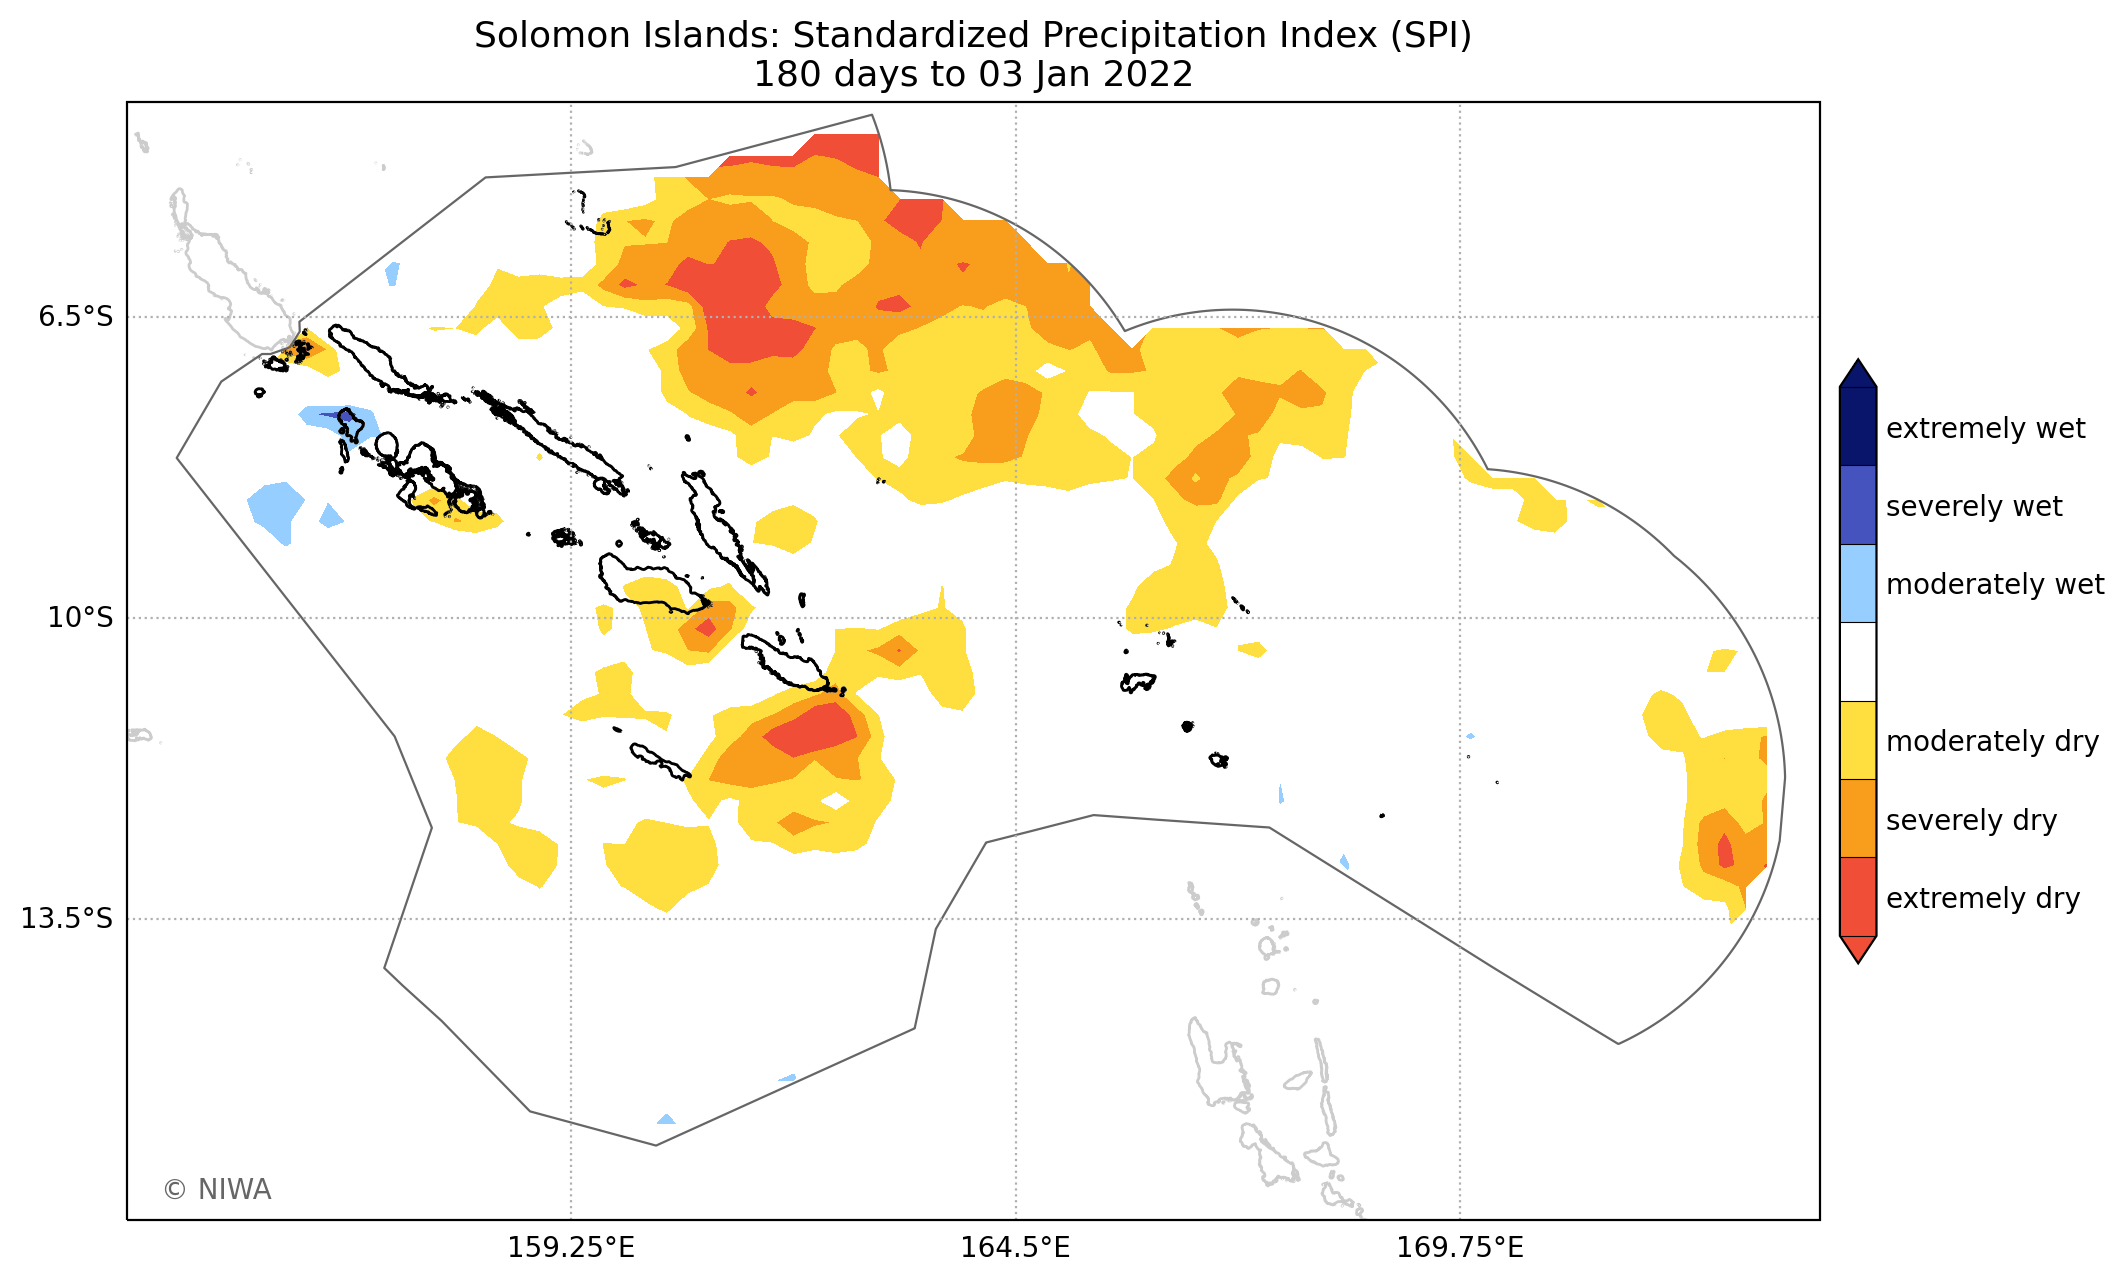 Solomon Islands: Standardized Precipitation Index (SPI)
180 days to 03 Jan 2022
6.5°S
10°S
13.5°S
159.25°E
164.5°E
169.75°E
extremely wet
severely wet
moderately wet
moderately dry
severely dry
extremely dry
© NIWA